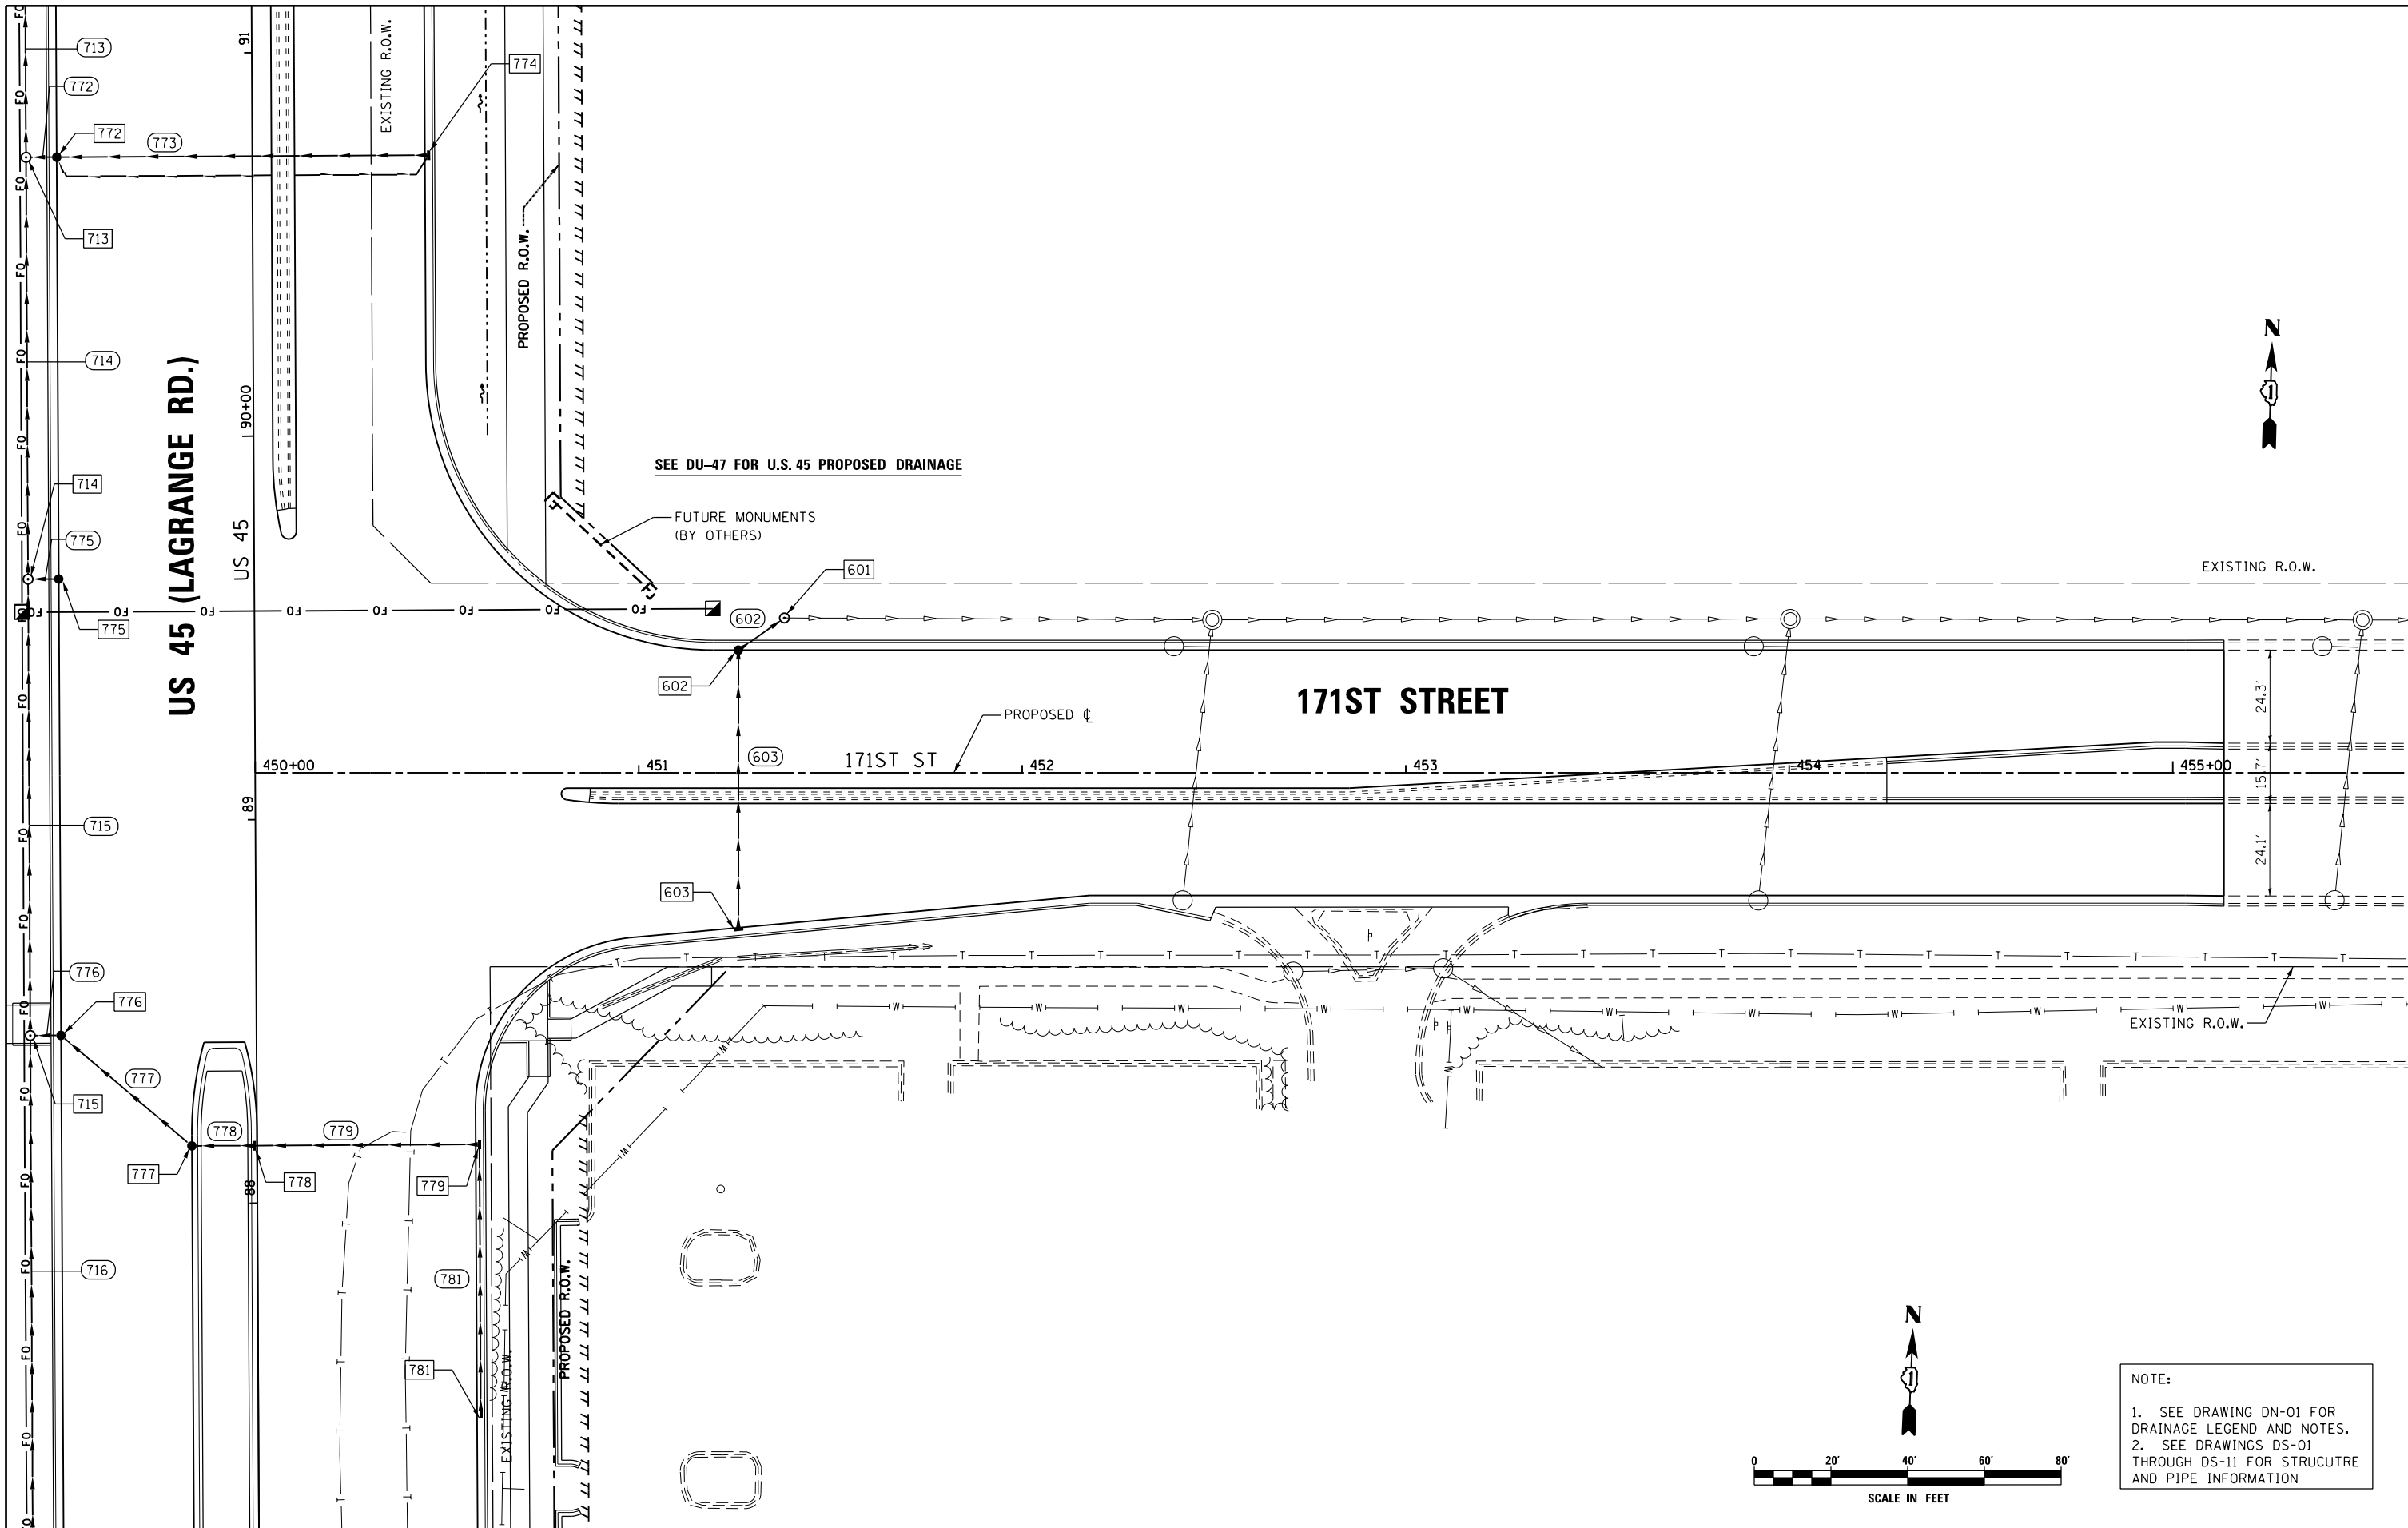 713
772
772
773
713
714
714
775
775
715
776
776
715
777
777
778
778
779
779
716
781
781
774
91
90+00
89
88
US 45 (LAGRANGE RD.)
US 45
EXISTING R.O.W.
PROPOSED R.O.W.
SEE DU-47 FOR U.S. 45 PROPOSED DRAINAGE
FUTURE MONUMENTS
(BY OTHERS)
601
602
602
603
603
FO FO FO FO FO FO FO FO
171ST STREET
PROPOSED ℄
171ST ST
450+00
451
452
453
454
455+00
24.3'
15.7'
24.1'
EXISTING R.O.W.
EXISTING R.O.W.
EXISTING R.O.W.
PROPOSED R.O.W.
N
1
N
1
0 20' 40' 60' 80'
SCALE IN FEET
NOTE:
1. SEE DRAWING DN-01 FOR
DRAINAGE LEGEND AND NOTES.
2. SEE DRAWINGS DS-01
THROUGH DS-11 FOR STRUCUTRE
AND PIPE INFORMATION